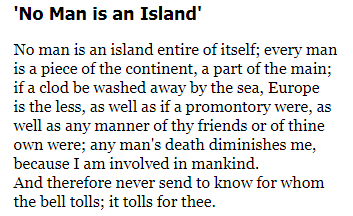 'No Man is an Island'
No man is an island entire of itself; every man
is a piece of the continent, a part of the main;
if a clod be washed away by the sea, Europe
is the less, as well as if a promontory were, as
well as any manner of thy friends or of thine
own were; any man's death diminishes me,
because I am involved in mankind.
And therefore never send to know for whom
the bell tolls; it tolls for thee.